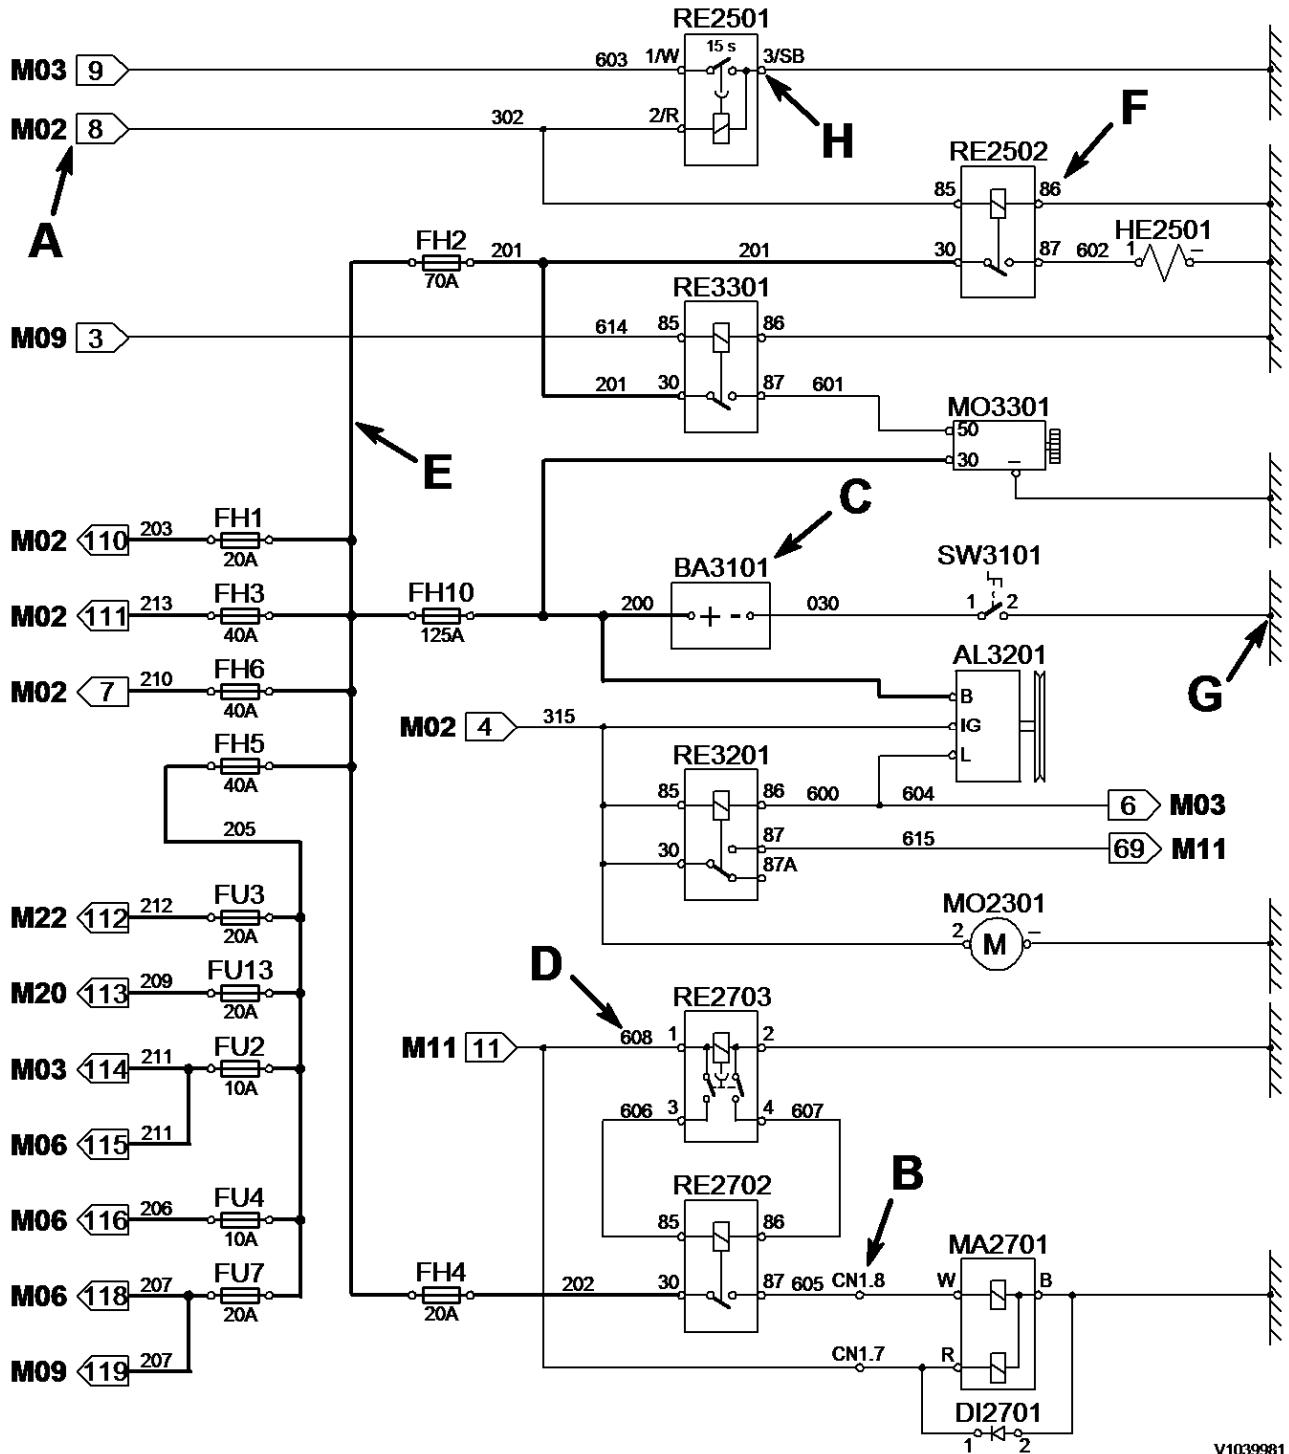 RE2501
15 s
M03 9 603 1/W 3/SB
M02 8 302 2/R
H
F
A
RE2502
85 86
FH2 201 201 30 87 602 1 HE2501 –
70A
RE3301
M09 3 614 85 86
201 30 87 601
MO3301
50
30
–
E
C
M02 110 203 FH1
20A
BA3101
SW3101
M02 111 213 FH3 FH10 200 + - 030 1 2
40A 125A
M02 7 210 FH6
40A
G
AL3201
B
M02 4 315 IG
L
FH5
40A
RE3201
85 86 600 604 6 M03
87 615 69 M11
30 87A
205
M22 112 212 FU3
20A
MO2301
2 M –
M20 113 209 FU13
20A
D
RE2703
M11 11 608 1 2
M03 114 211 FU2
10A
606 3 4 607
M06 115 211
B
RE2702
M06 116 206 FU4
10A
85 86
MA2701
M06 118 207 FU7
20A
FH4 202 30 87 605 CN1.8 W B
20A
M09 119 207
CN1.7 R
DI2701
1 2
V1039981